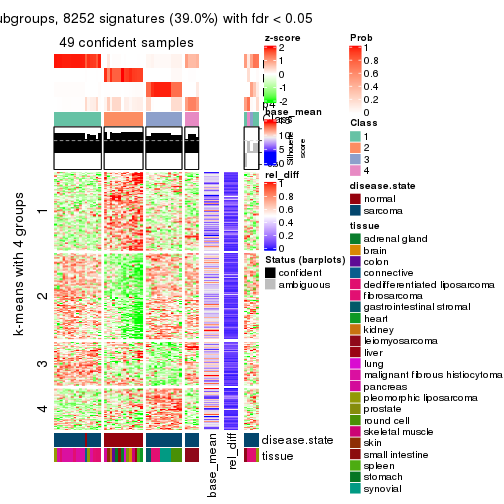 ubgroups, 8252 signatures (39.0%) with fdr < 0.05
49 confident samples
k-means with 4 groups
1
2
3
4
p4
base_mean
rel_diff
disease.state
tissue
z-score
2
1
0
-1
-2
base_mean
Silhouette
score
rel_diff
1
0.8
0.6
0.4
0.2
0
Status (barplots)
confident
ambiguous
Prob
1
0.8
0.6
0.4
0.2
0
Class
1
2
3
4
disease.state
normal
sarcoma
tissue
adrenal gland
brain
colon
connective
dedifferentiated liposarcoma
fibrosarcoma
gastrointestinal stromal
heart
kidney
leiomyosarcoma
liver
lung
malignant fibrous histiocytoma
pancreas
pleomorphic liposarcoma
prostate
round cell
skeletal muscle
skin
small intestine
spleen
stomach
synovial